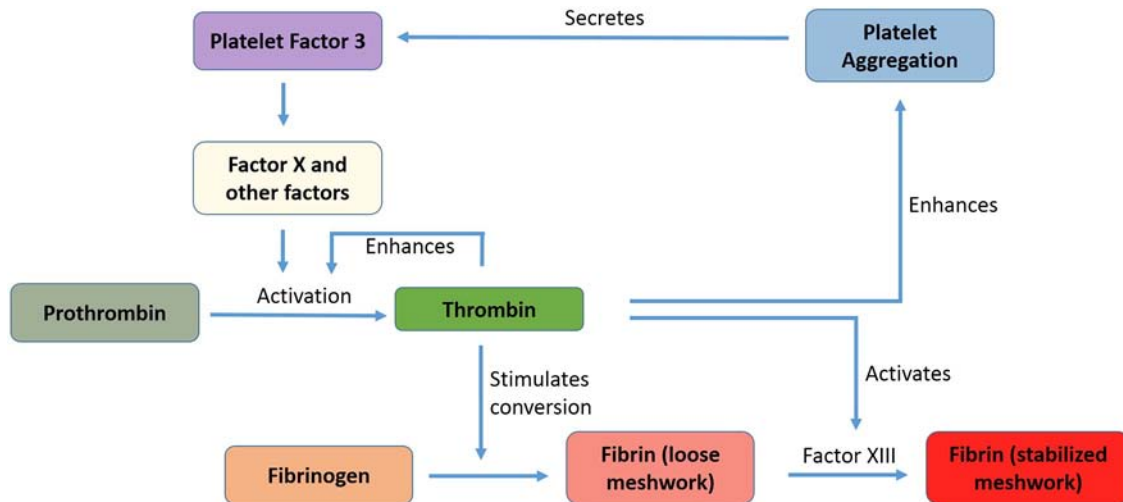 Secretes
Platelet Factor 3
Platelet
Aggregation
Factor X and
other factors
Enhances
Enhances
Activation
Prothrombin
Thrombin
Stimulates
conversion
Activates
Fibrinogen
Fibrin (loose
meshwork)
Factor XIII
Fibrin (stabilized
meshwork)